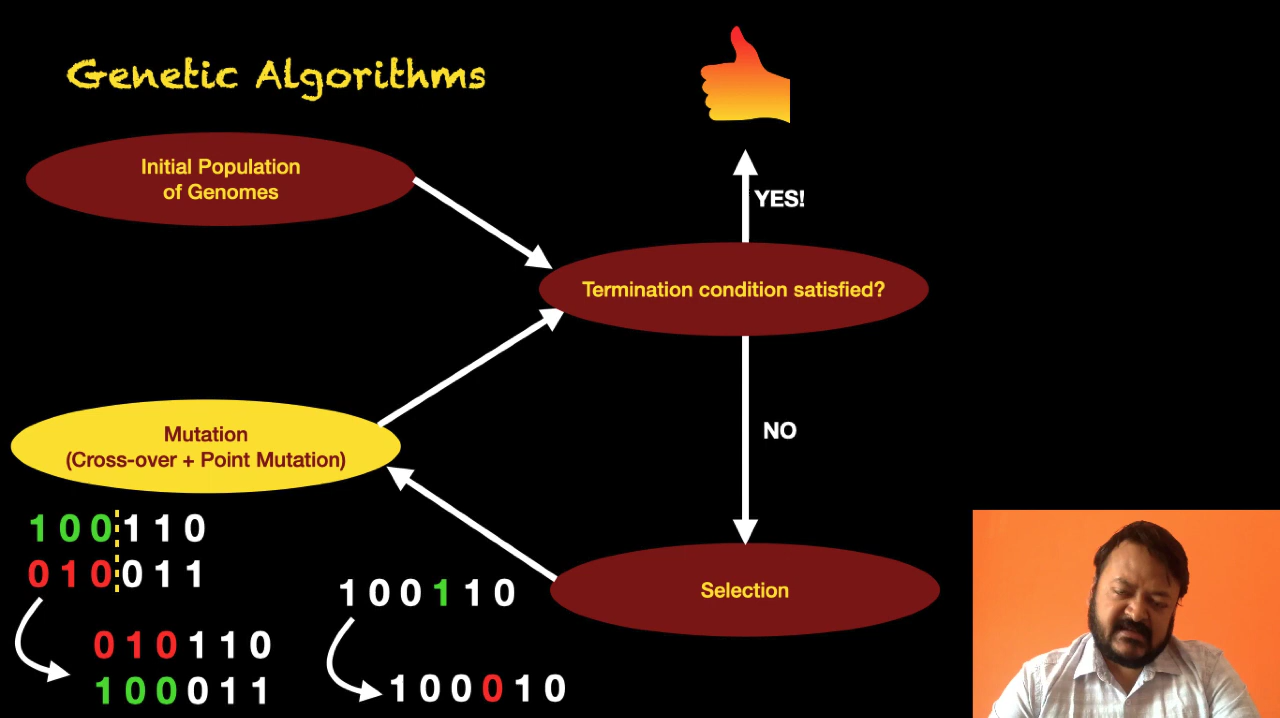 Genetic Algorithms
Initial Population
of Genomes
YES!
Termination condition satisfied?
NO
Mutation
(Cross-over + Point Mutation)
Selection
1 0 0 1 1 0
0 1 0 0 1 1
0 1 0 1 1 0
1 0 0 0 1 1
1 0 0 1 1 0
1 0 0 0 1 0